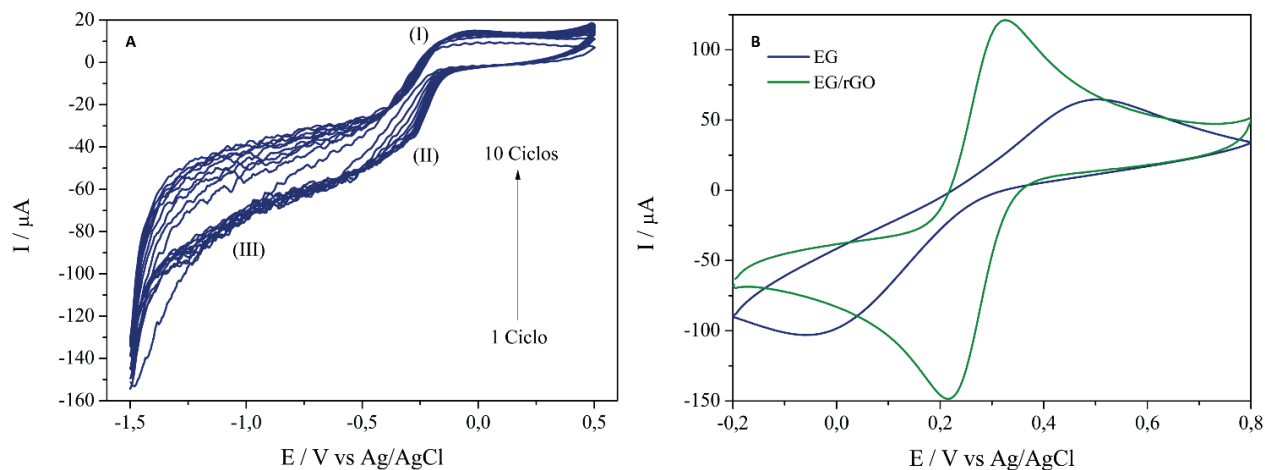 A
20
0
-20
-40
-60
-80
-100
-120
-140
-160
I / µA
(I)
(II)
(III)
10 Ciclos
1 Ciclo
-1,5
-1,0
-0,5
0,0
0,5
E / V vs Ag/AgCl
B
EG
EG/rGO
100
50
0
-50
-100
-150
I / µA
-0,2
0,0
0,2
0,4
0,6
0,8
E / V vs Ag/AgCl